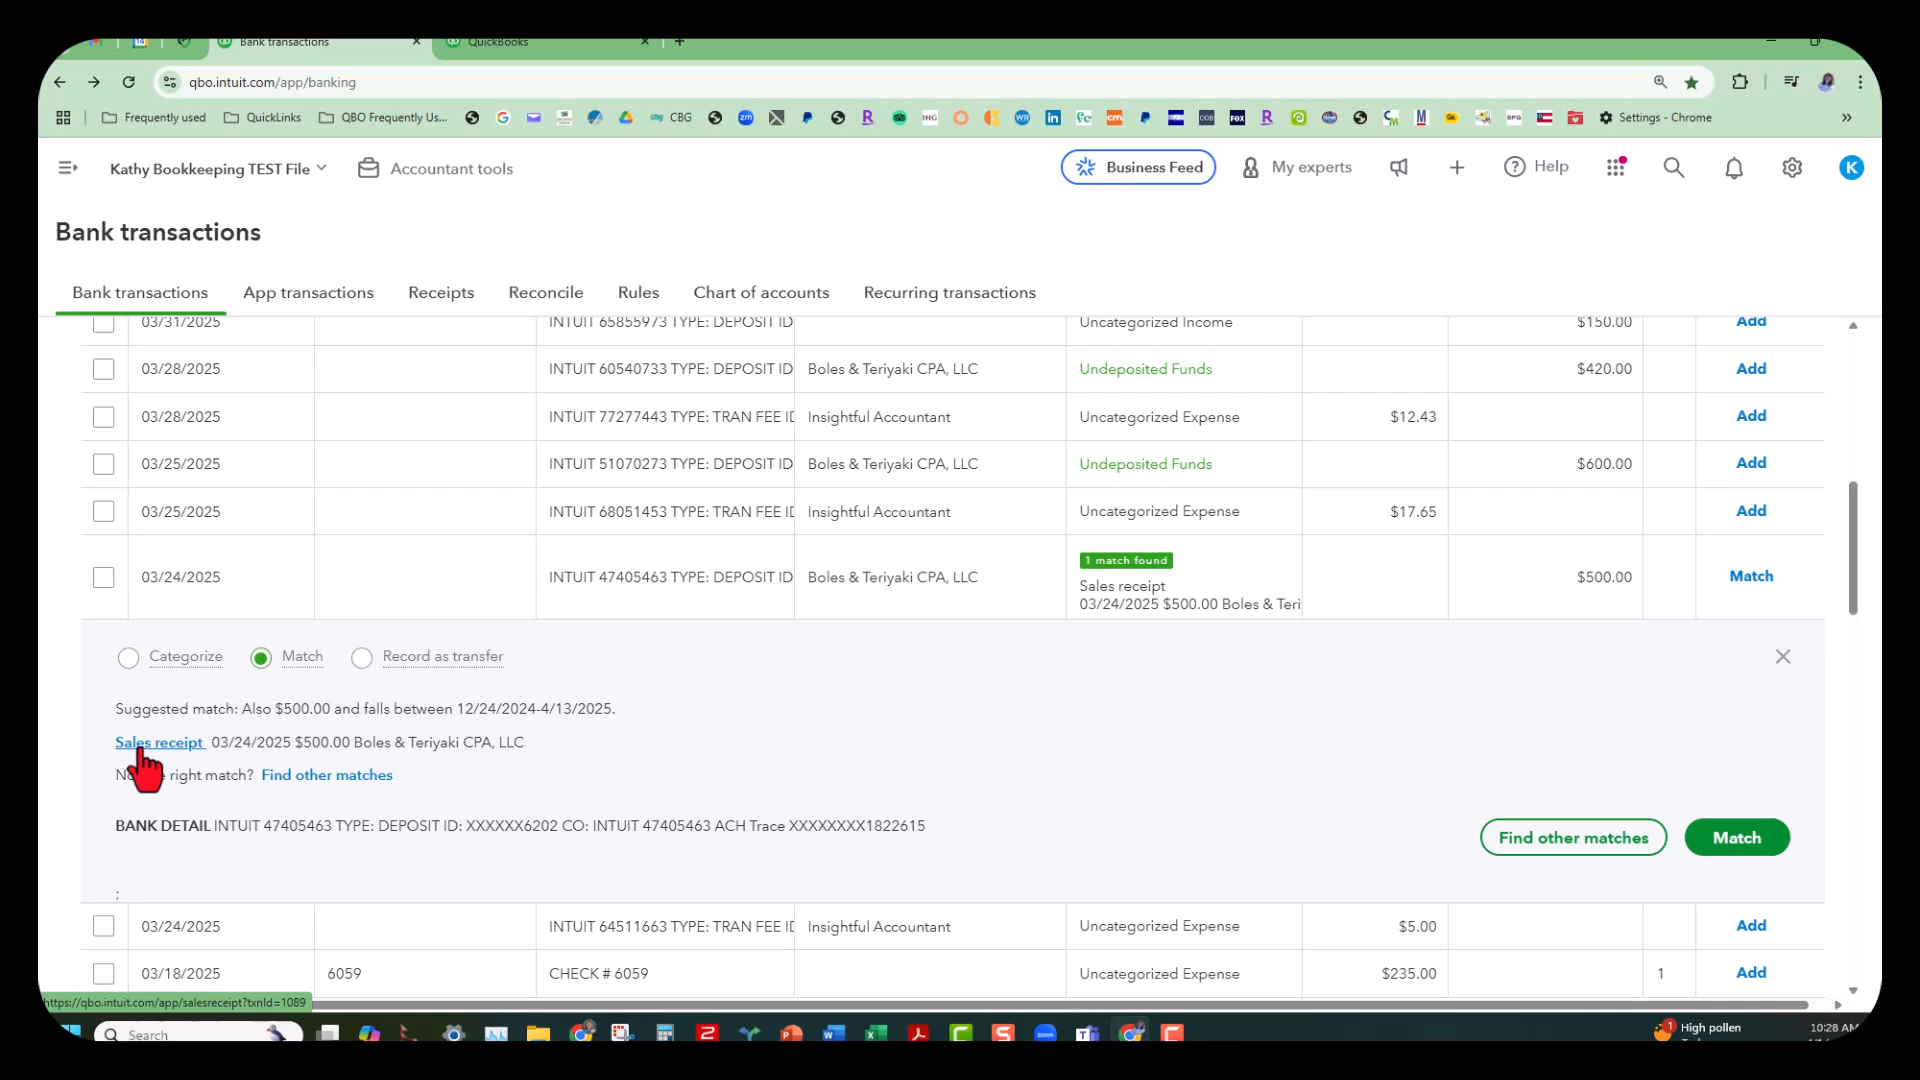 Bank transactions
QuickBooks
qbo.intuit.com/app/banking
Frequently used
QuickLinks
QBO Frequently Us...
CBG
Settings - Chrome
Kathy Bookkeeping TEST File
Accountant tools
Business Feed
My experts
Help
K
Bank transactions
Bank transactions
App transactions
Receipts
Reconcile
Rules
Chart of accounts
Recurring transactions
03/31/2025 INTUIT 65855973 TYPE: DEPOSIT ID Uncategorized Income $150.00 Add
03/28/2025 INTUIT 60540733 TYPE: DEPOSIT ID Boles & Teriyaki CPA, LLC Undeposited Funds $420.00 Add
03/28/2025 INTUIT 77277443 TYPE: TRAN FEE ID Insightful Accountant Uncategorized Expense $12.43 Add
03/25/2025 INTUIT 51070273 TYPE: DEPOSIT ID Boles & Teriyaki CPA, LLC Undeposited Funds $600.00 Add
03/25/2025 INTUIT 68051453 TYPE: TRAN FEE ID Insightful Accountant Uncategorized Expense $17.65 Add
1 match found
03/24/2025 INTUIT 47405463 TYPE: DEPOSIT ID Boles & Teriyaki CPA, LLC Sales receipt $500.00 Match
03/24/2025 $500.00 Boles & Teri
Categorize Match Record as transfer
Suggested match: Also $500.00 and falls between 12/24/2024-4/13/2025.
Sales receipt 03/24/2025 $500.00 Boles & Teriyaki CPA, LLC
right match? Find other matches
BANK DETAIL INTUIT 47405463 TYPE: DEPOSIT ID: XXXXXX6202 CO: INTUIT 47405463 ACH Trace XXXXXXXX1822615
Find other matches Match
;
03/24/2025 INTUIT 64511663 TYPE: TRAN FEE ID Insightful Accountant Uncategorized Expense $5.00 Add
03/18/2025 6059 CHECK # 6059 Uncategorized Expense $235.00 1 Add
https://qbo.intuit.com/app/salesreceipt?txnId=1089
Search
High pollen
10:28 AM